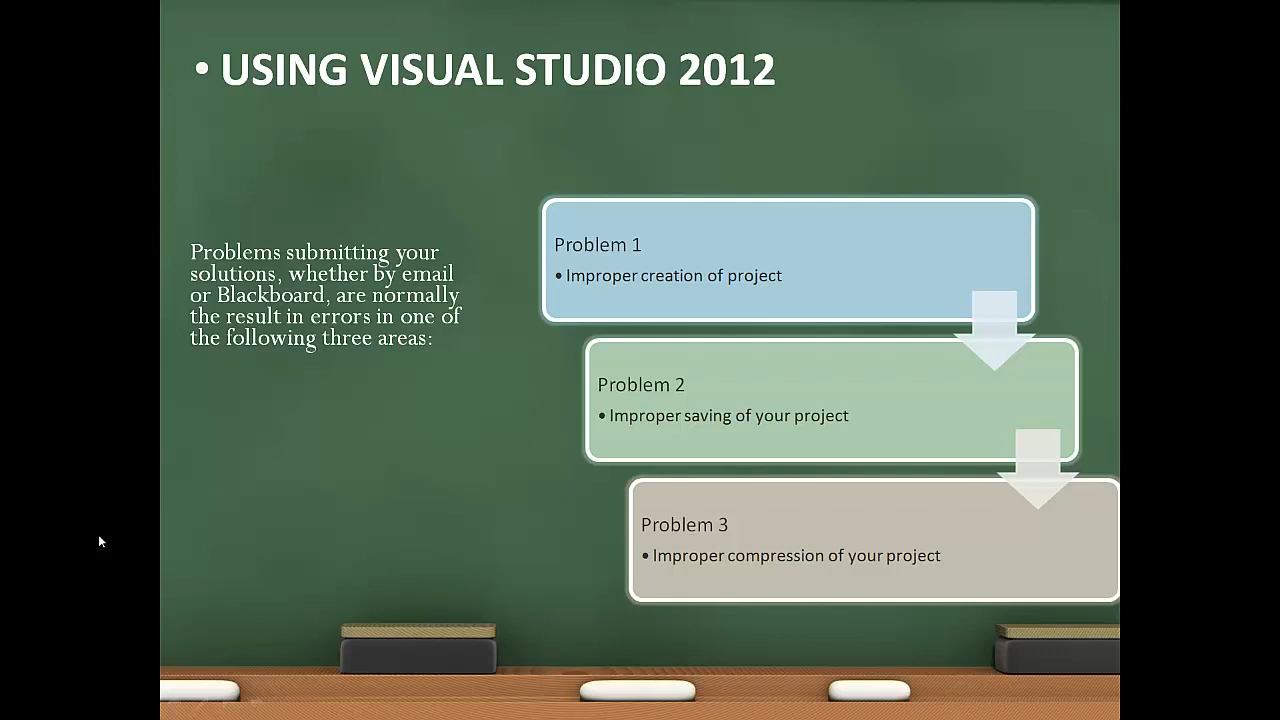 • USING VISUAL STUDIO 2012
Problems submitting your
solutions, whether by email
or Blackboard, are normally
the result in errors in one of
the following three areas:
Problem 1
• Improper creation of project
Problem 2
• Improper saving of your project
Problem 3
• Improper compression of your project